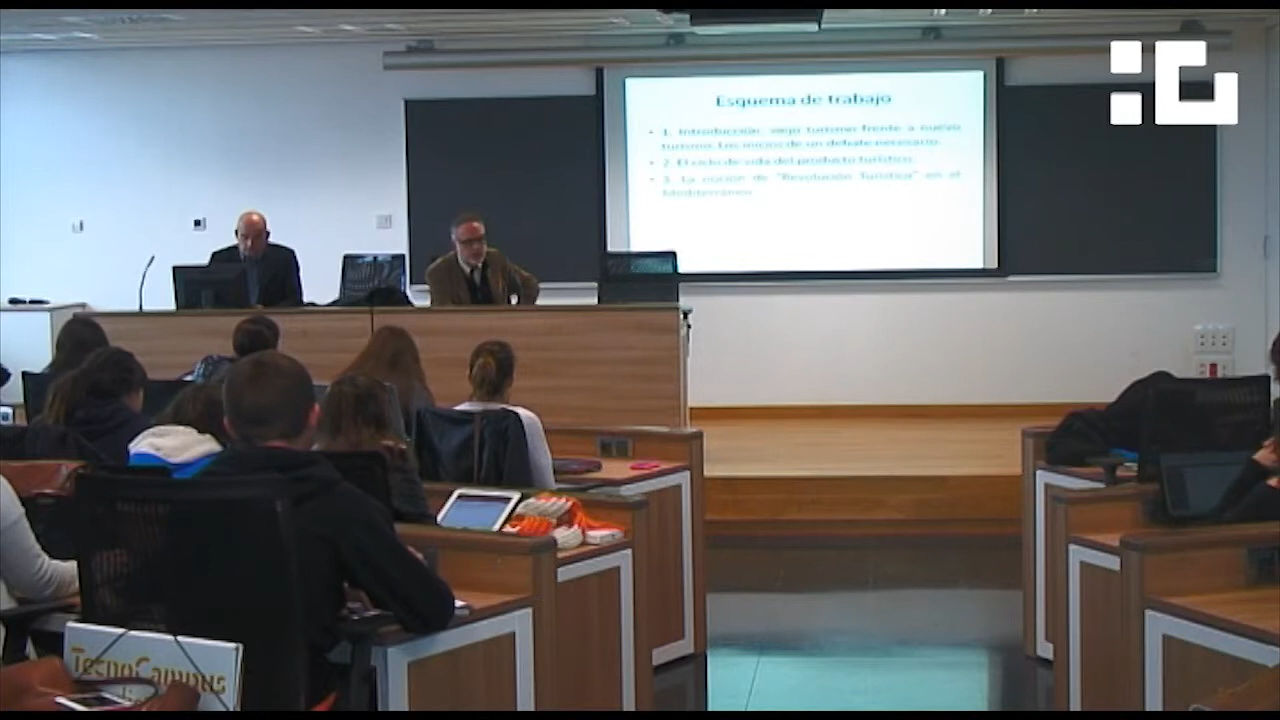 Esquema de trabajo
• 1. Introducción: viejo turismo frente a nuevo
turismo. Los inicios de un debate necesario.
• 2. El ciclo de vida del producto turístico.
• 3. La noción de "Revolución Turística" en el
Mediterráneo
TecnoCampus